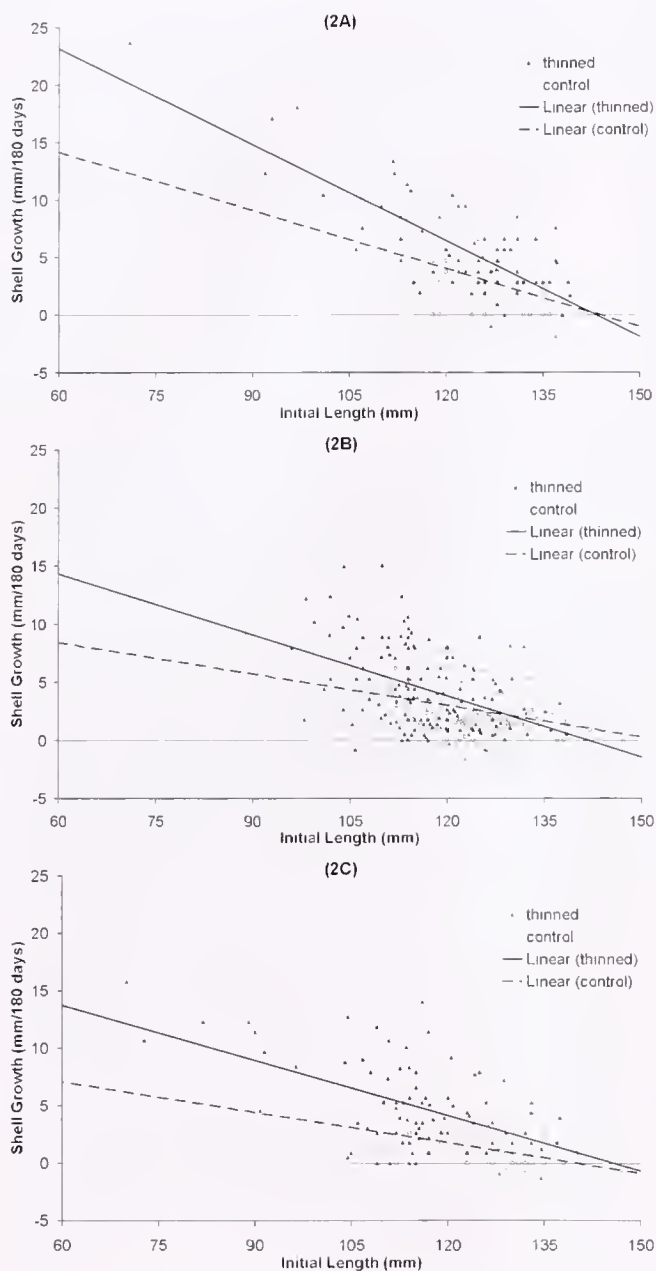 (2A)
25
20
15
10
5
0
-5
Shell Growth (mm/180 days)
thinned
control
Linear (thinned)
Linear (control)
60 75 90 105 120 135 150
Initial Length (mm)
(2B)
25
20
15
10
5
0
-5
Shell Growth (mm/180 days)
thinned
control
Linear (thinned)
Linear (control)
60 75 90 105 120 135 150
Initial Length (mm)
(2C)
25
20
15
10
5
0
-5
Shell Growth (mm/180 days)
thinned
control
Linear (thinned)
Linear (control)
60 75 90 105 120 135 150
Initial Length (mm)